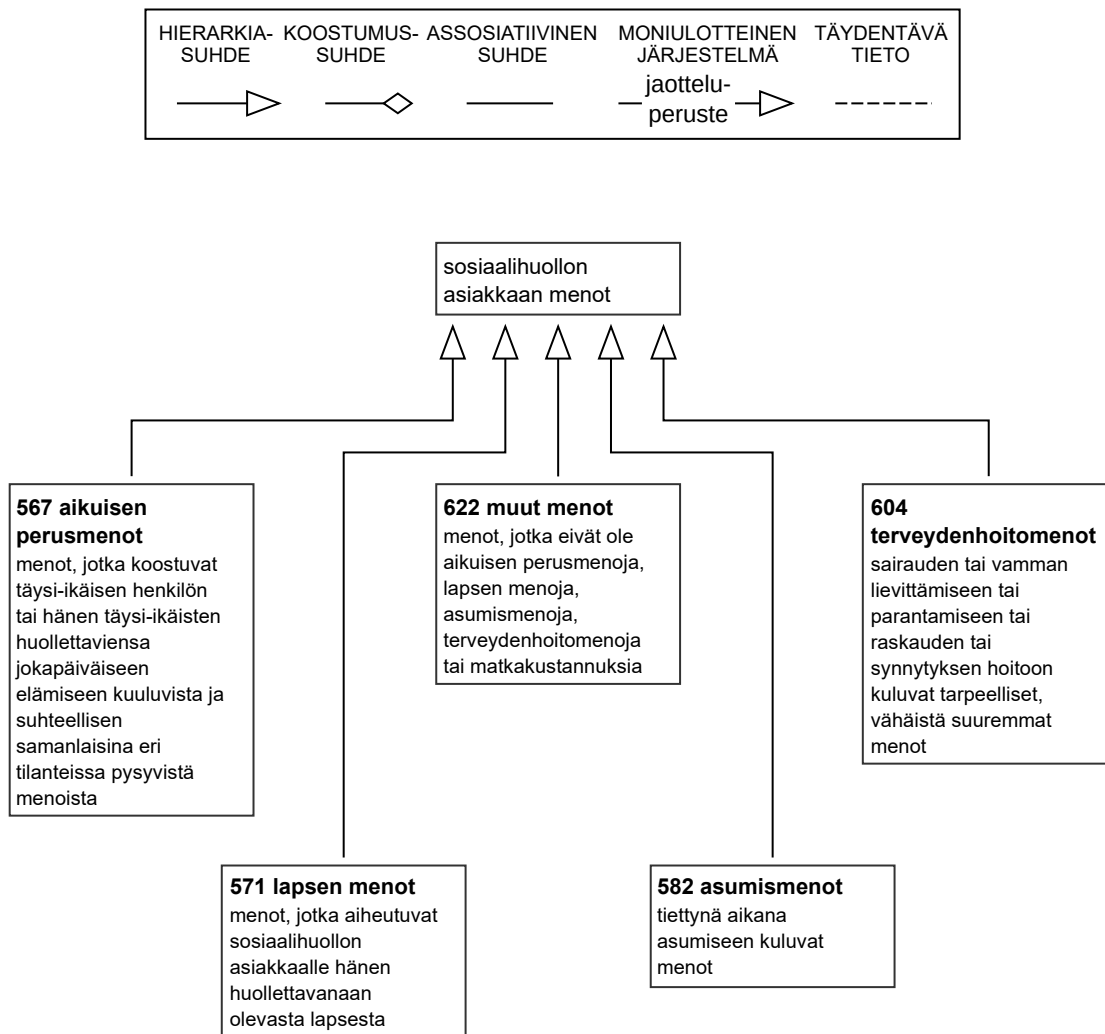 HIERARKIA-
SUHDE
KOOSTUMUS-
SUHDE
ASSOSIATIIVINEN
SUHDE
MONIULOTTEINEN
JÄRJESTELMÄ
jaottelu-
peruste
TÄYDENTÄVÄ
TIETO
sosiaalihuollon
asiakkaan menot
567 aikuisen
perusmenot
menot, jotka koostuvat
täysi-ikäisen henkilön
tai hänen täysi-ikäisten
huollettaviensa
jokapäiväiseen
elämiseen kuuluvista ja
suhteellisen
samanlaisina eri
tilanteissa pysyvistä
menoista
622 muut menot
menot, jotka eivät ole
aikuisen perusmenoja,
lapsen menoja,
asumismenoja,
terveydenhoitomenoja
tai matkakustannuksia
604
terveydenhoitomenot
sairauden tai vamman
lievittämiseen tai
parantamiseen tai
raskauden tai
synnytyksen hoitoon
kuluvat tarpeelliset,
vähäistä suuremmat
menot
571 lapsen menot
menot, jotka aiheutuvat
sosiaalihuollon
asiakkaalle hänen
huollettavanaan
olevasta lapsesta
582 asumismenot
tiettynä aikana
asumiseen kuluvat
menot